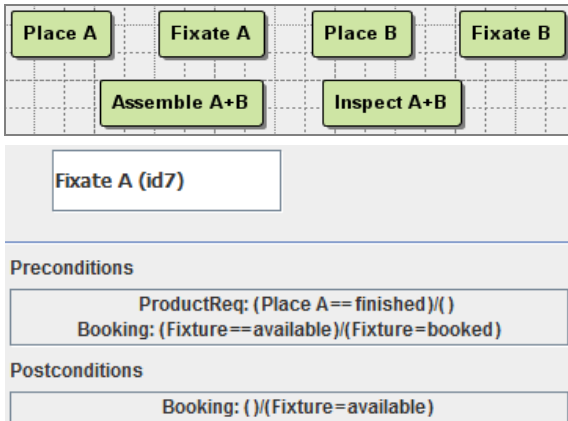 Place A
Fixate A
Place B
Fixate B
Assemble A+B
Inspect A+B
Fixate A (id7)
Preconditions
ProductReq: (Place A==finished)/()
Booking: (Fixture==available)/(Fixture=booked)
Postconditions
Booking: ()/(Fixture=available)